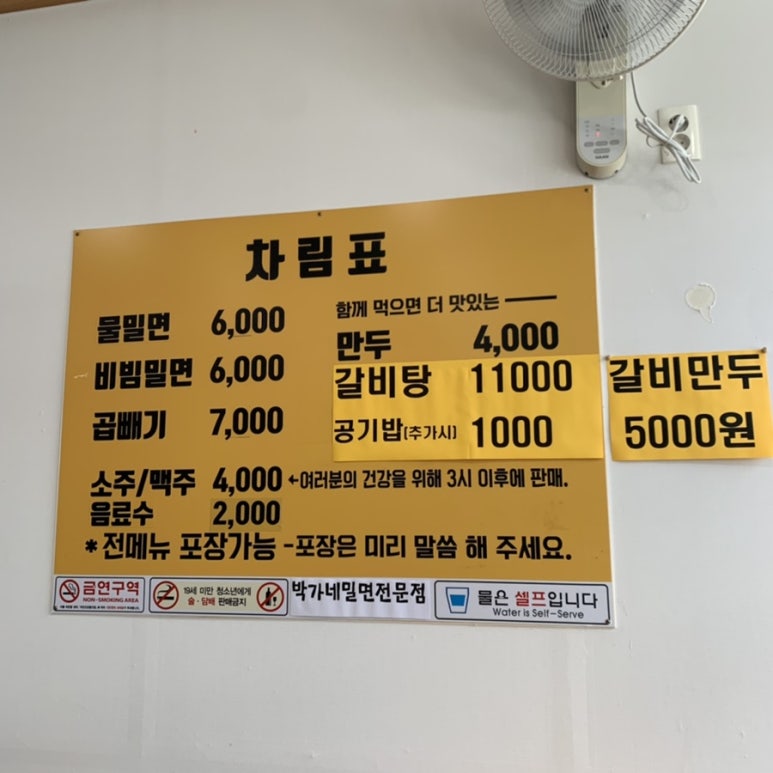 차림표
물밀면 6,000
비빔밀면 6,000
곱빼기 7,000
소주/맥주 4,000 ←여러분의 건강을 위해 3시 이후에 판매.
음료수 2,000
함께 먹으면 더 맛있는
만두 4,000
갈비탕 11000
공기밥(추가시) 1000
갈비만두
5000원
*전메뉴 포장가능 -포장은 미리 말씀 해 주세요.
금연구역
NON-SMOKING AREA
19세 미만 청소년에게
술·담배 판매금지
박가네밀면전문점
물은 셀프입니다
Water is Self-Serve